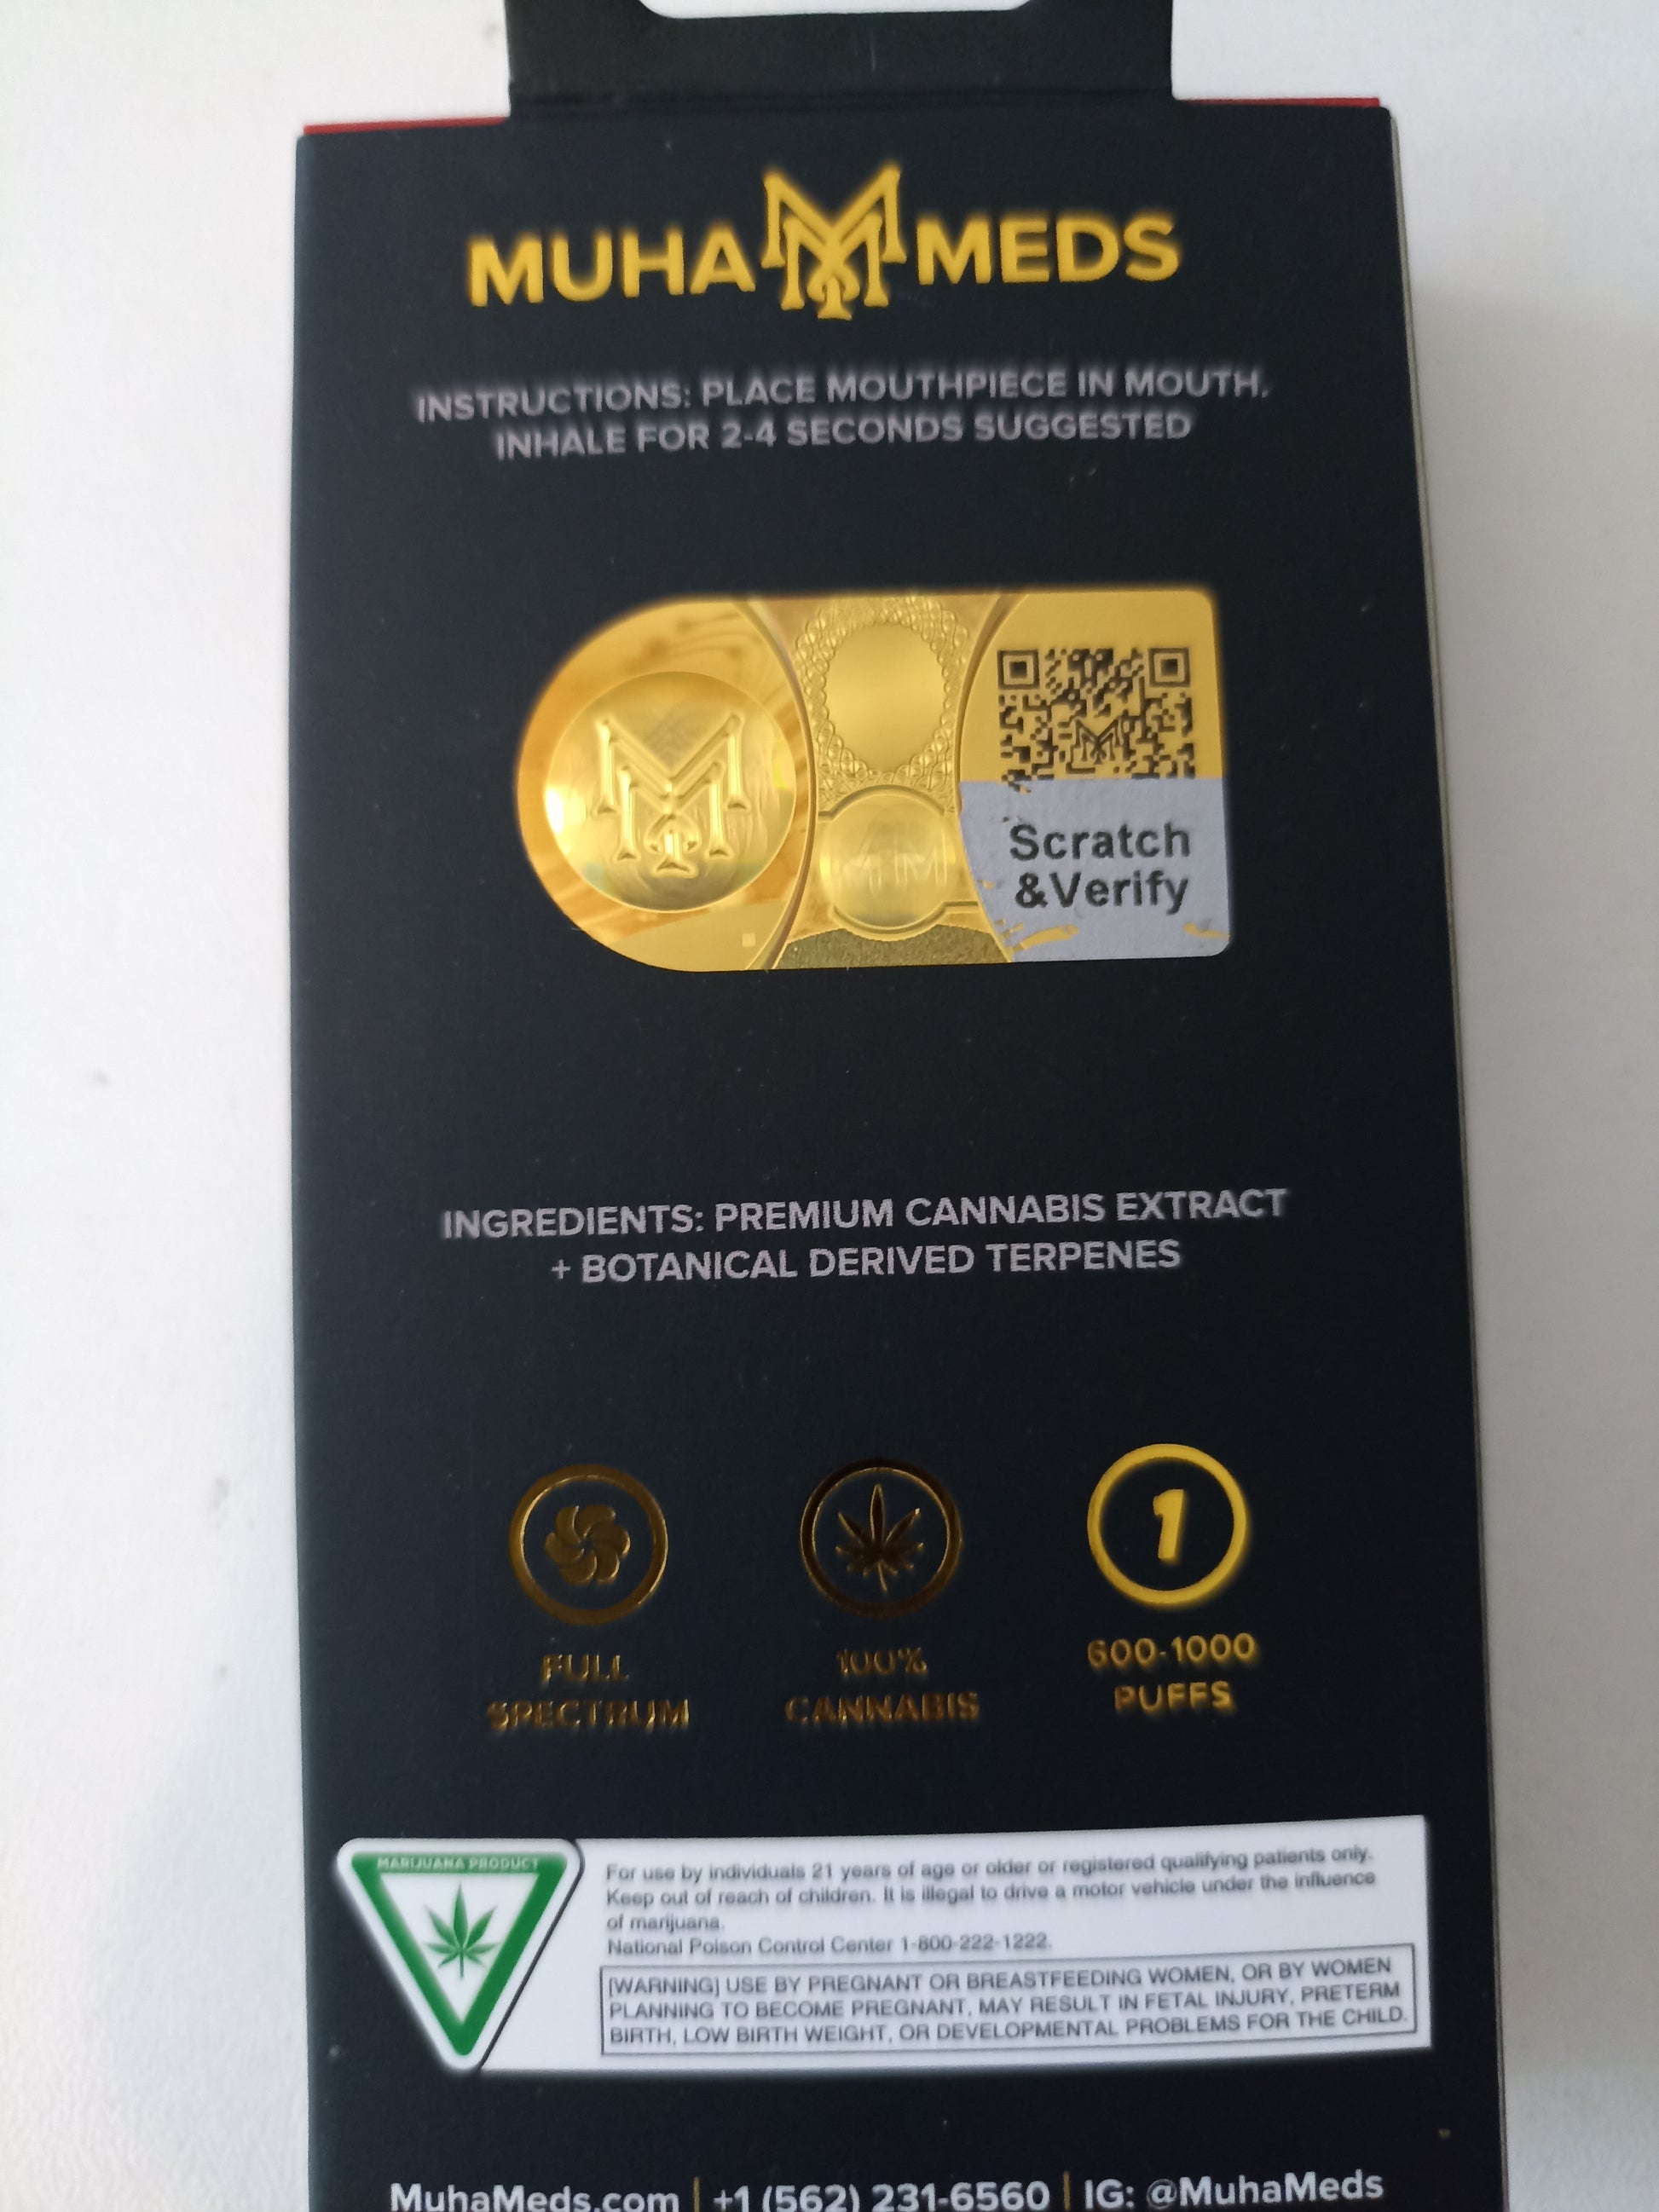 MUHA MEDS
INSTRUCTIONS: PLACE MOUTHPIECE IN MOUTH.
INHALE FOR 2-4 SECONDS SUGGESTED
Scratch
&Verify
INGREDIENTS: PREMIUM CANNABIS EXTRACT
+ BOTANICAL DERIVED TERPENES
1
FULL
SPECTRUM
100%
CANNABIS
600-1000
PUFFS
MARIJUANA PRODUCT
For use by individuals 21 years of age or older or registered qualifying patients only.
Keep out of reach of children. It is illegal to drive a motor vehicle under the influence
of marijuana.
National Poison Control Center 1-800-222-1222.
[WARNING] USE BY PREGNANT OR BREASTFEEDING WOMEN, OR BY WOMEN
PLANNING TO BECOME PREGNANT, MAY RESULT IN FETAL INJURY, PRETERM
BIRTH, LOW BIRTH WEIGHT, OR DEVELOPMENTAL PROBLEMS FOR THE CHILD.
MuhaMeds.com | +1 (562) 231-6560 | IG: @MuhaMeds